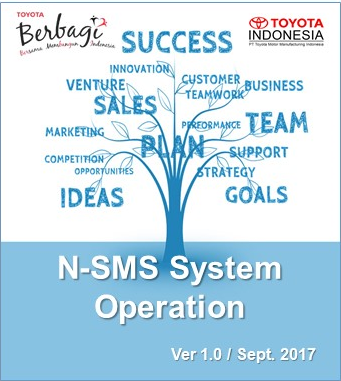 TOYOTA
Berbagi
Bersama Membangun Indonesia
TOYOTA
INDONESIA
PT Toyota Motor Manufacturing Indonesia
SUCCESS
INNOVATION
CUSTOMER
VENTURE
TEAMWORK
BUSINESS
SALES
PERFORMANCE
TEAM
MARKETING
PLAN
SUPPORT
COMPETITION
OPPORTUNITIES
STRATEGY
IDEAS
GOALS
N-SMS System
Operation
Ver 1.0 / Sept. 2017